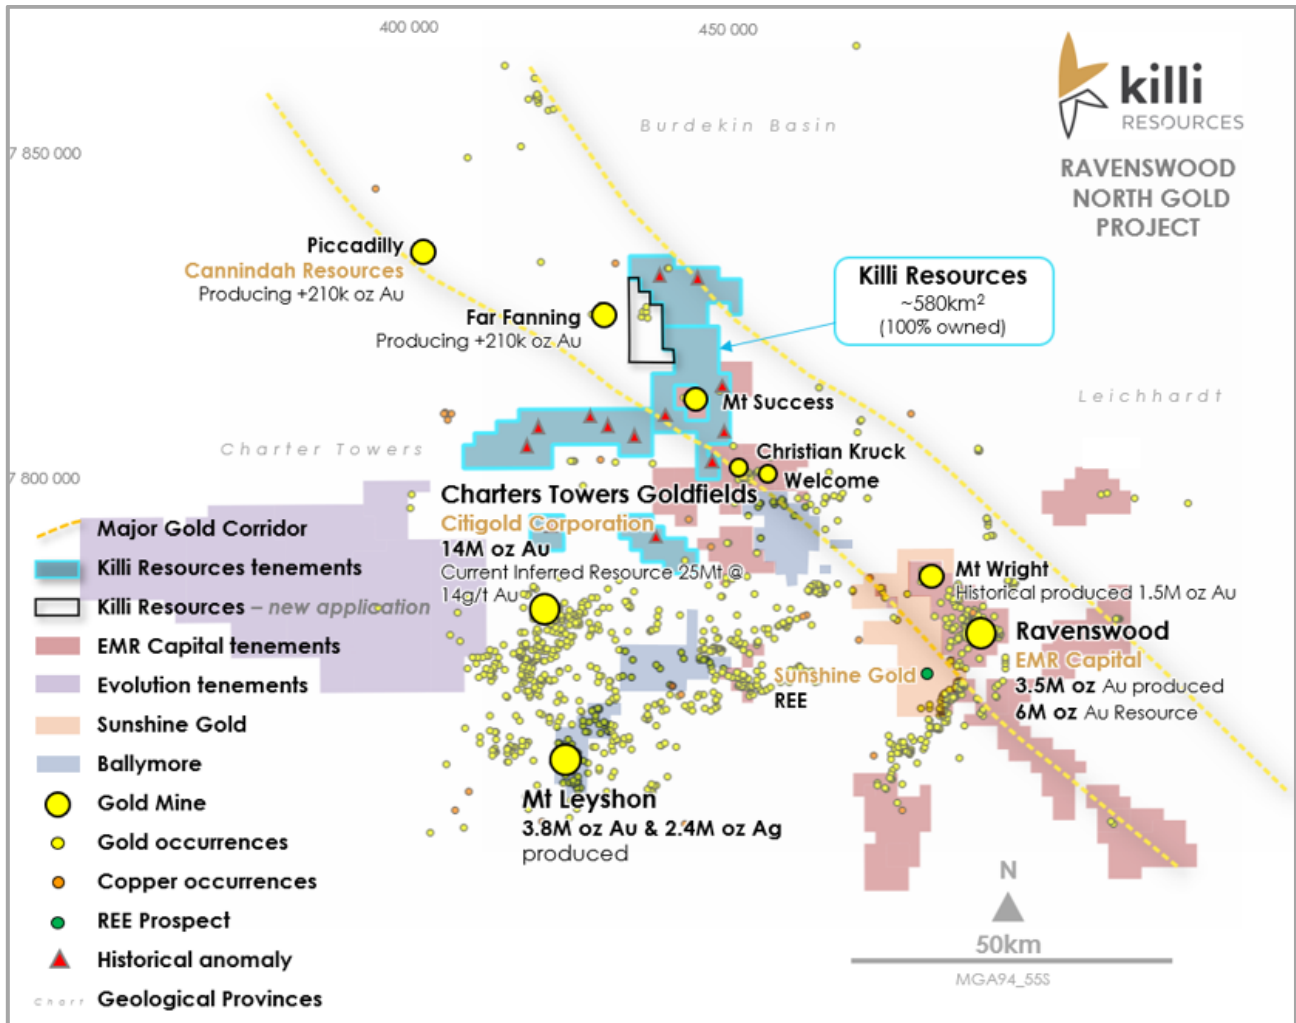 400 000
450 000
killi
RESOURCES
RAVENSWOOD
NORTH GOLD
PROJECT
Burdekin Basin
7 850 000
Piccadilly
Cannindah Resources
Producing +210k oz Au
Far Fanning
Producing +210k oz Au
Killi Resources
~580km²
(100% owned)
Mt Success
Leichhardt
Charter Towers
Christian Kruck
Welcome
7 800 000
Charters Towers Goldfields
Citigold Corporation
14M oz Au
Current Inferred Resource 25Mt @
14g/t Au
Mt Wright
Historical produced 1.5M oz Au
Ravenswood
EMR Capital
3.5M oz Au produced
6M oz Au Resource
Sunshine Gold
REE
Mt Leyshon
3.8M oz Au & 2.4M oz Ag
produced
Major Gold Corridor
Killi Resources tenements
Killi Resources – new application
EMR Capital tenements
Evolution tenements
Sunshine Gold
Ballymore
Gold Mine
Gold occurrences
Copper occurrences
REE Prospect
Historical anomaly
Chart Geological Provinces
N
50km
MGA94_55S